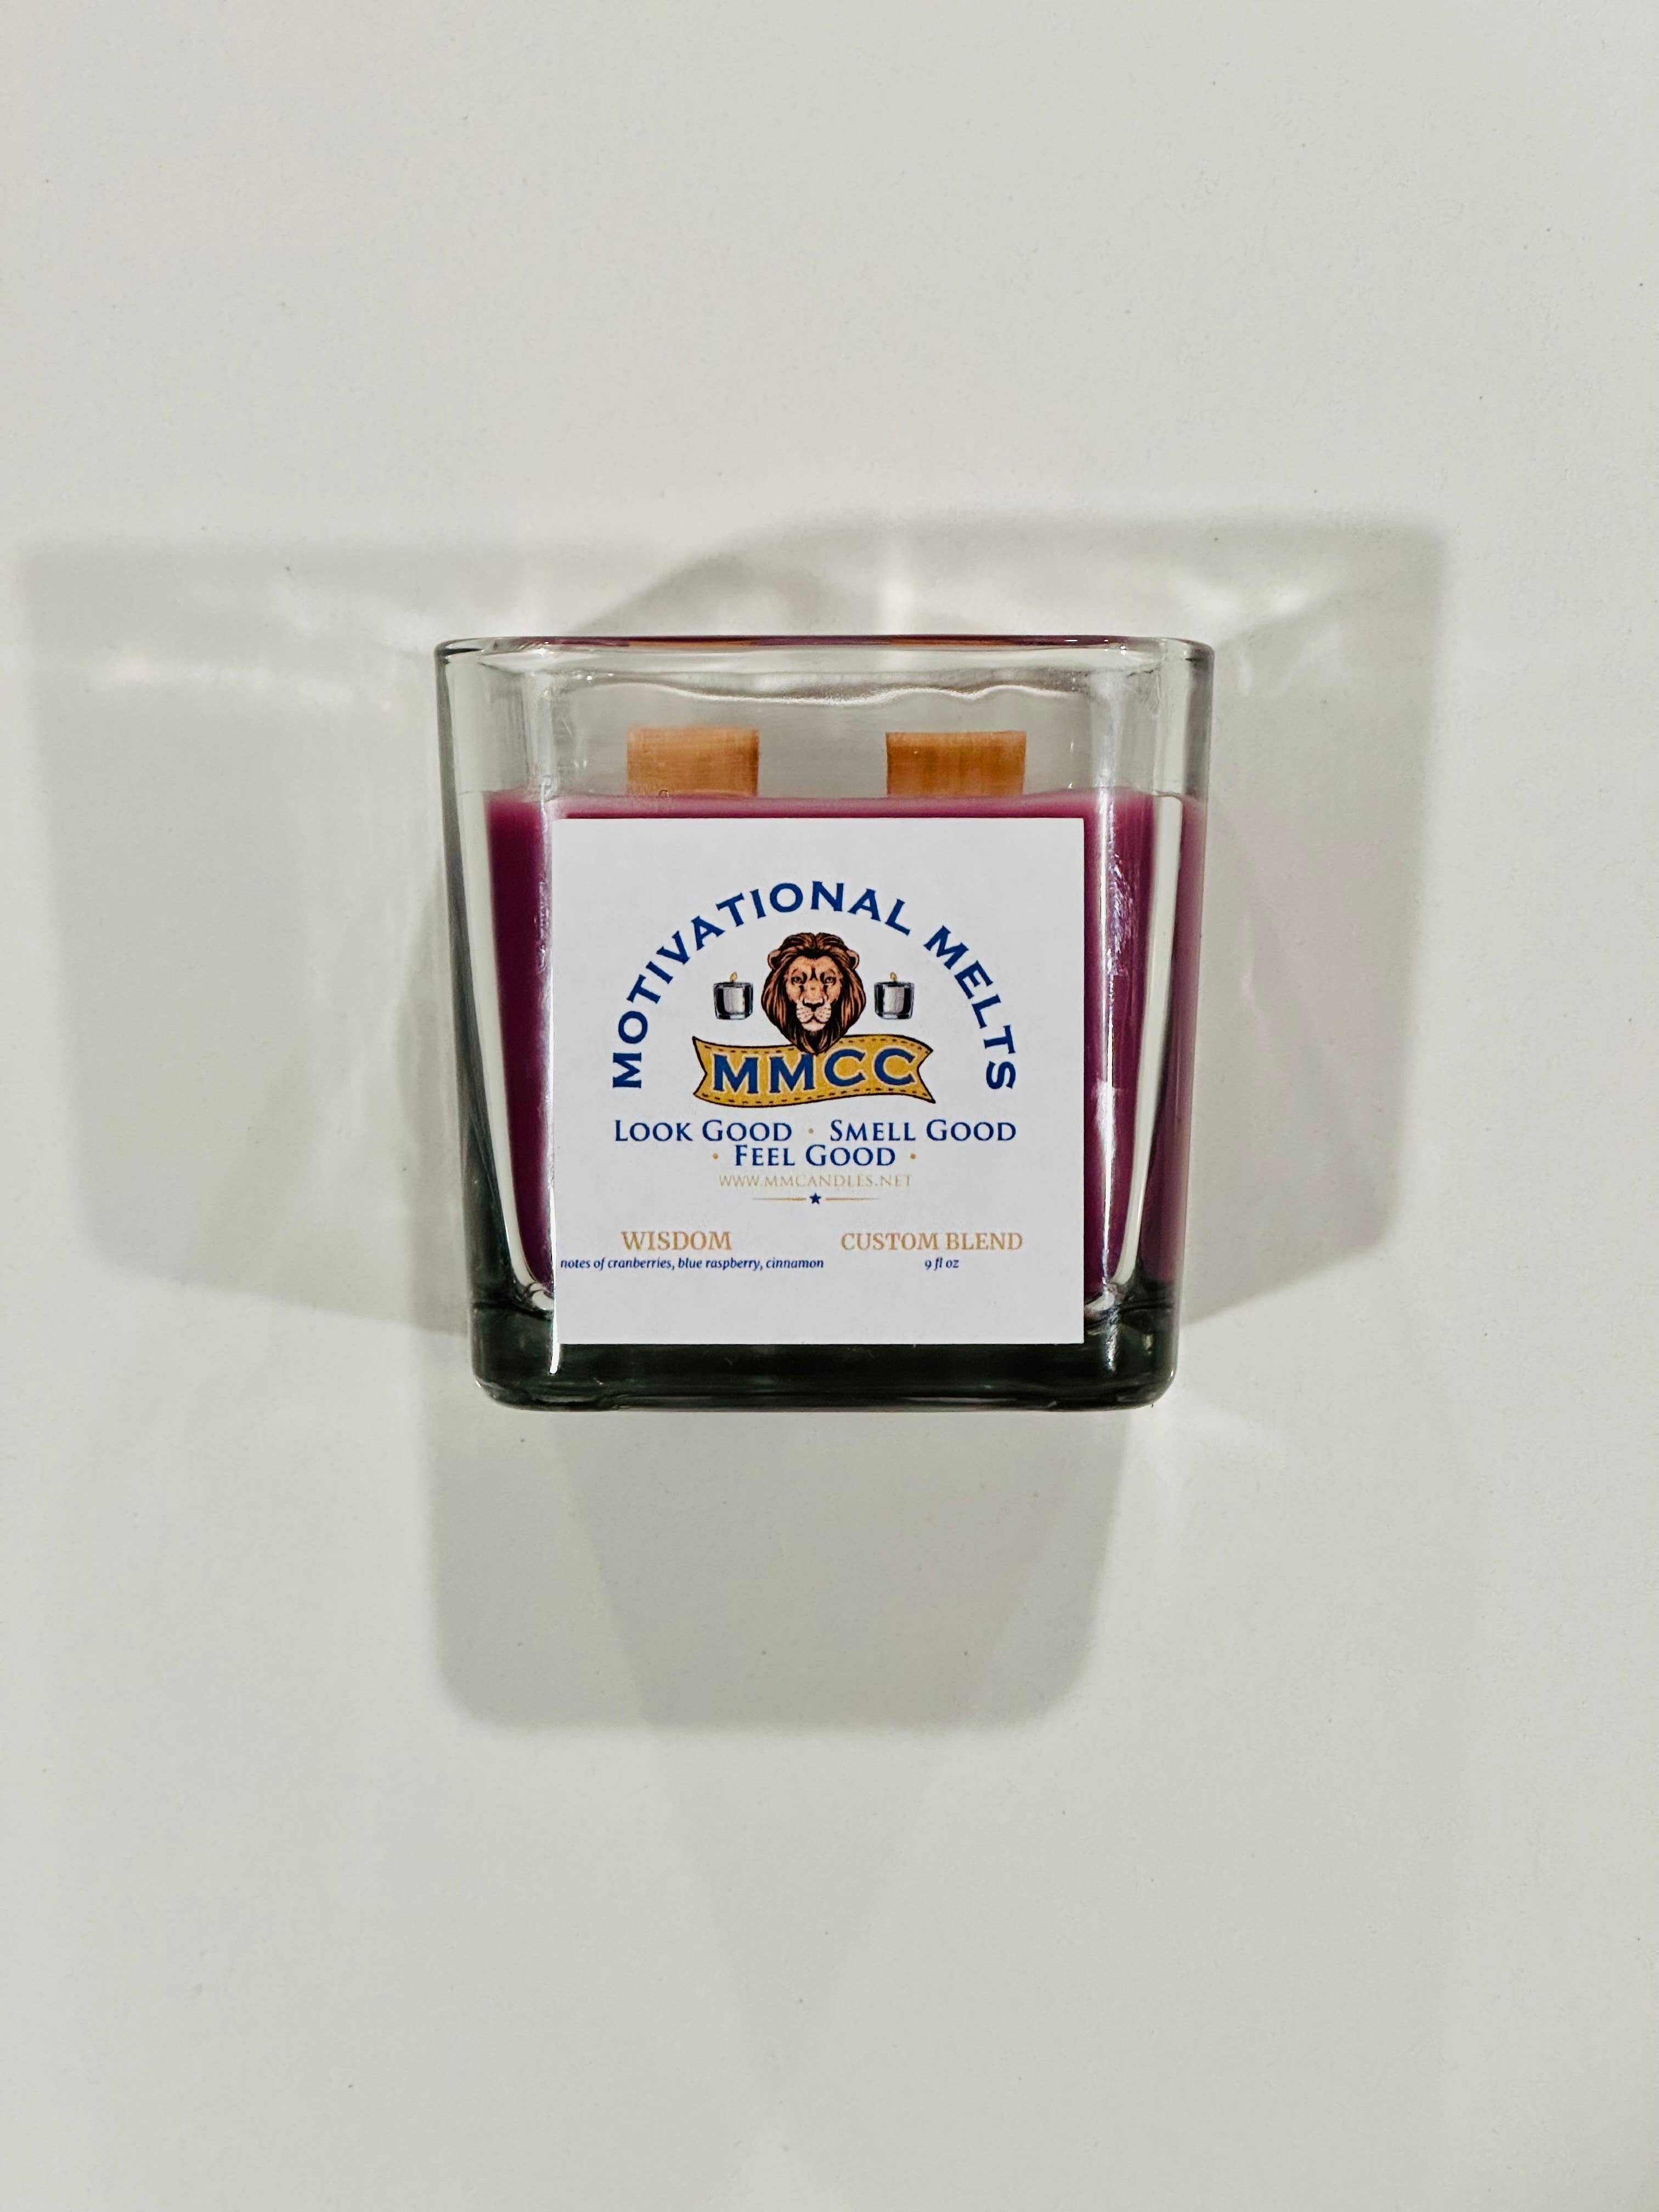 MOTIVATIONAL MELTS
MMCC
LOOK GOOD · SMELL GOOD
· FEEL GOOD ·
WWW.MMCANDLES.NET
WISDOM
notes of cranberries, blue raspberry, cinnamon
CUSTOM BLEND
9 fl oz